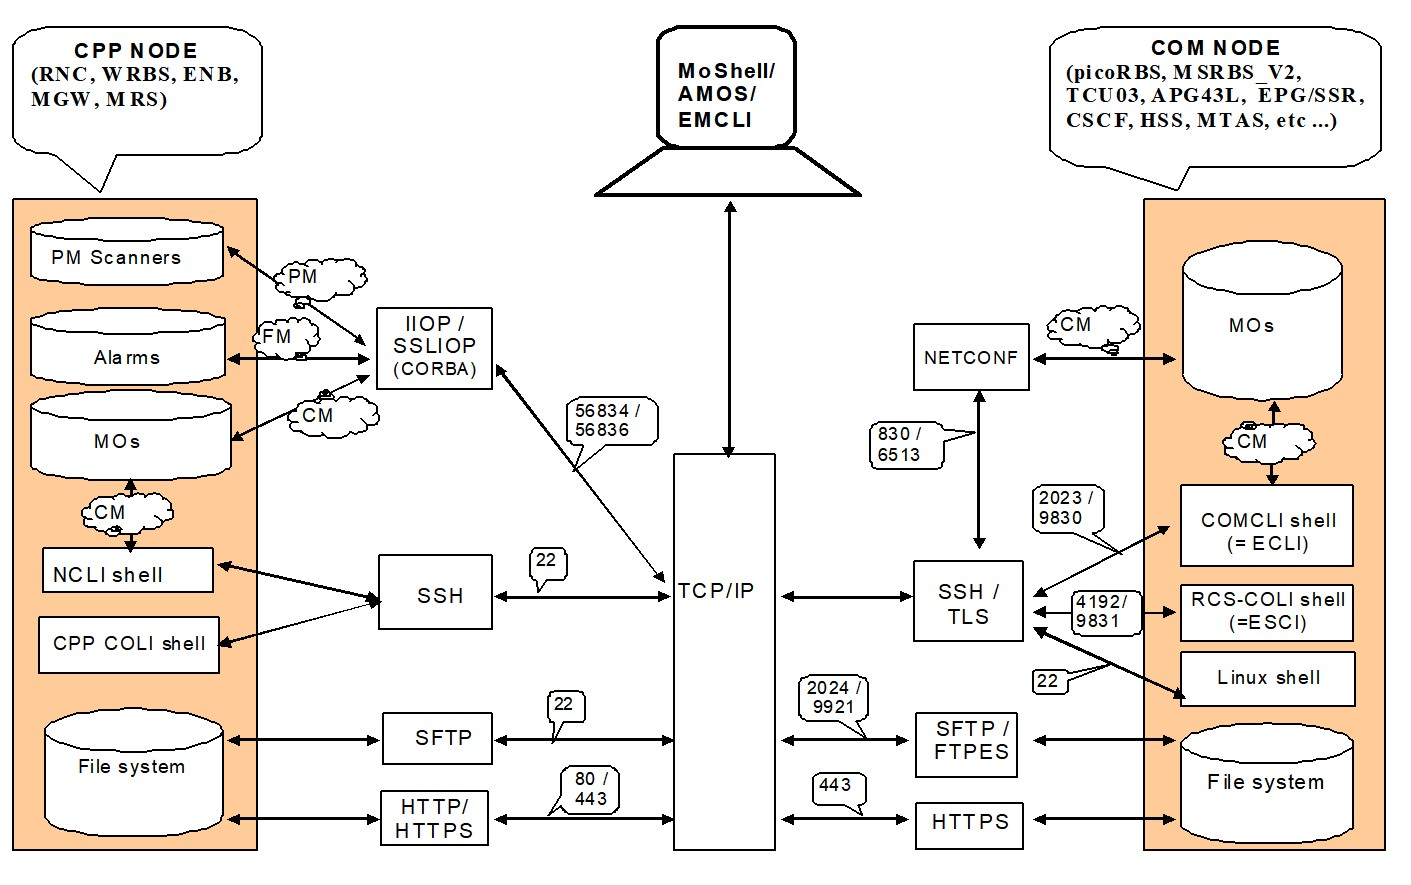 CPP NODE
(RNC, WRBS, ENB,
MGW, MRS)
MoShell/
AMOS/
EMCLI
COM NODE
(picoRBS, MSRBS_V2,
TCU03, APG43L, EPG/SSR,
CSCF, HSS, MTAS, etc ...)
PM Scanners
PM
Alarms
FM
MOs
CM
CM
NCLI shell
CPP COLI shell
File system
IIOP /
SSLIOP
(CORBA)
56834 /
56836
SSH
22
SFTP
22
HTTP/
HTTPS
80 /
443
TCP/IP
NETCONF
830 /
6513
CM
MOs
CM
2023 /
9830
COMCLI shell
(= ECLI)
SSH /
TLS
4192/
9831
RCS-COLI shell
(=ESCI)
22
Linux shell
2024 /
9921
SFTP /
FTPES
443
HTTPS
File system